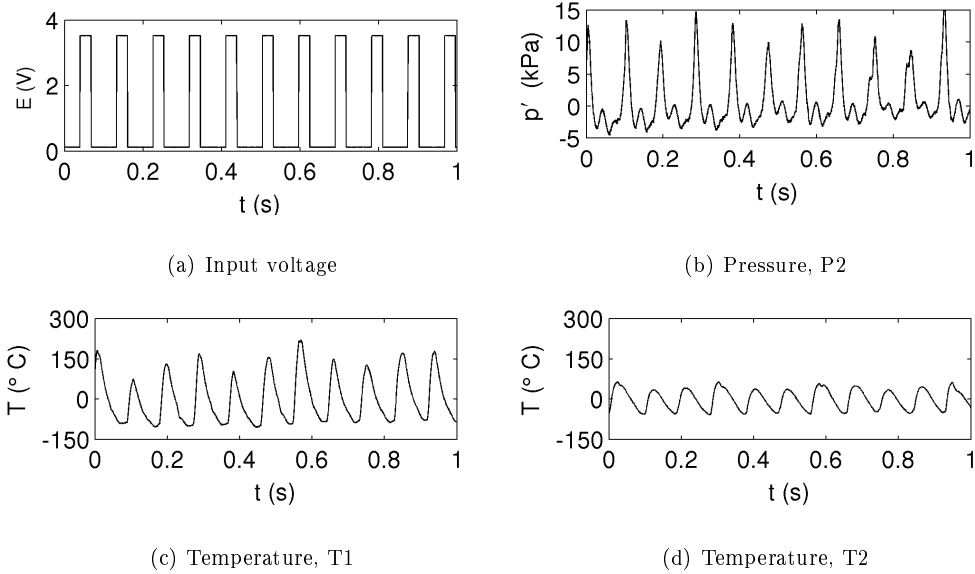 4
2
0
E (V)
0 0.2 0.4 0.6 0.8 1
t (s)
(a) Input voltage
15
10
5
0
-5
p′ (kPa)
0 0.2 0.4 0.6 0.8 1
t (s)
(b) Pressure, P2
300
150
0
-150
T (° C)
0 0.2 0.4 0.6 0.8 1
t (s)
(c) Temperature, T1
300
150
0
-150
T (° C)
0 0.2 0.4 0.6 0.8 1
t (s)
(d) Temperature, T2